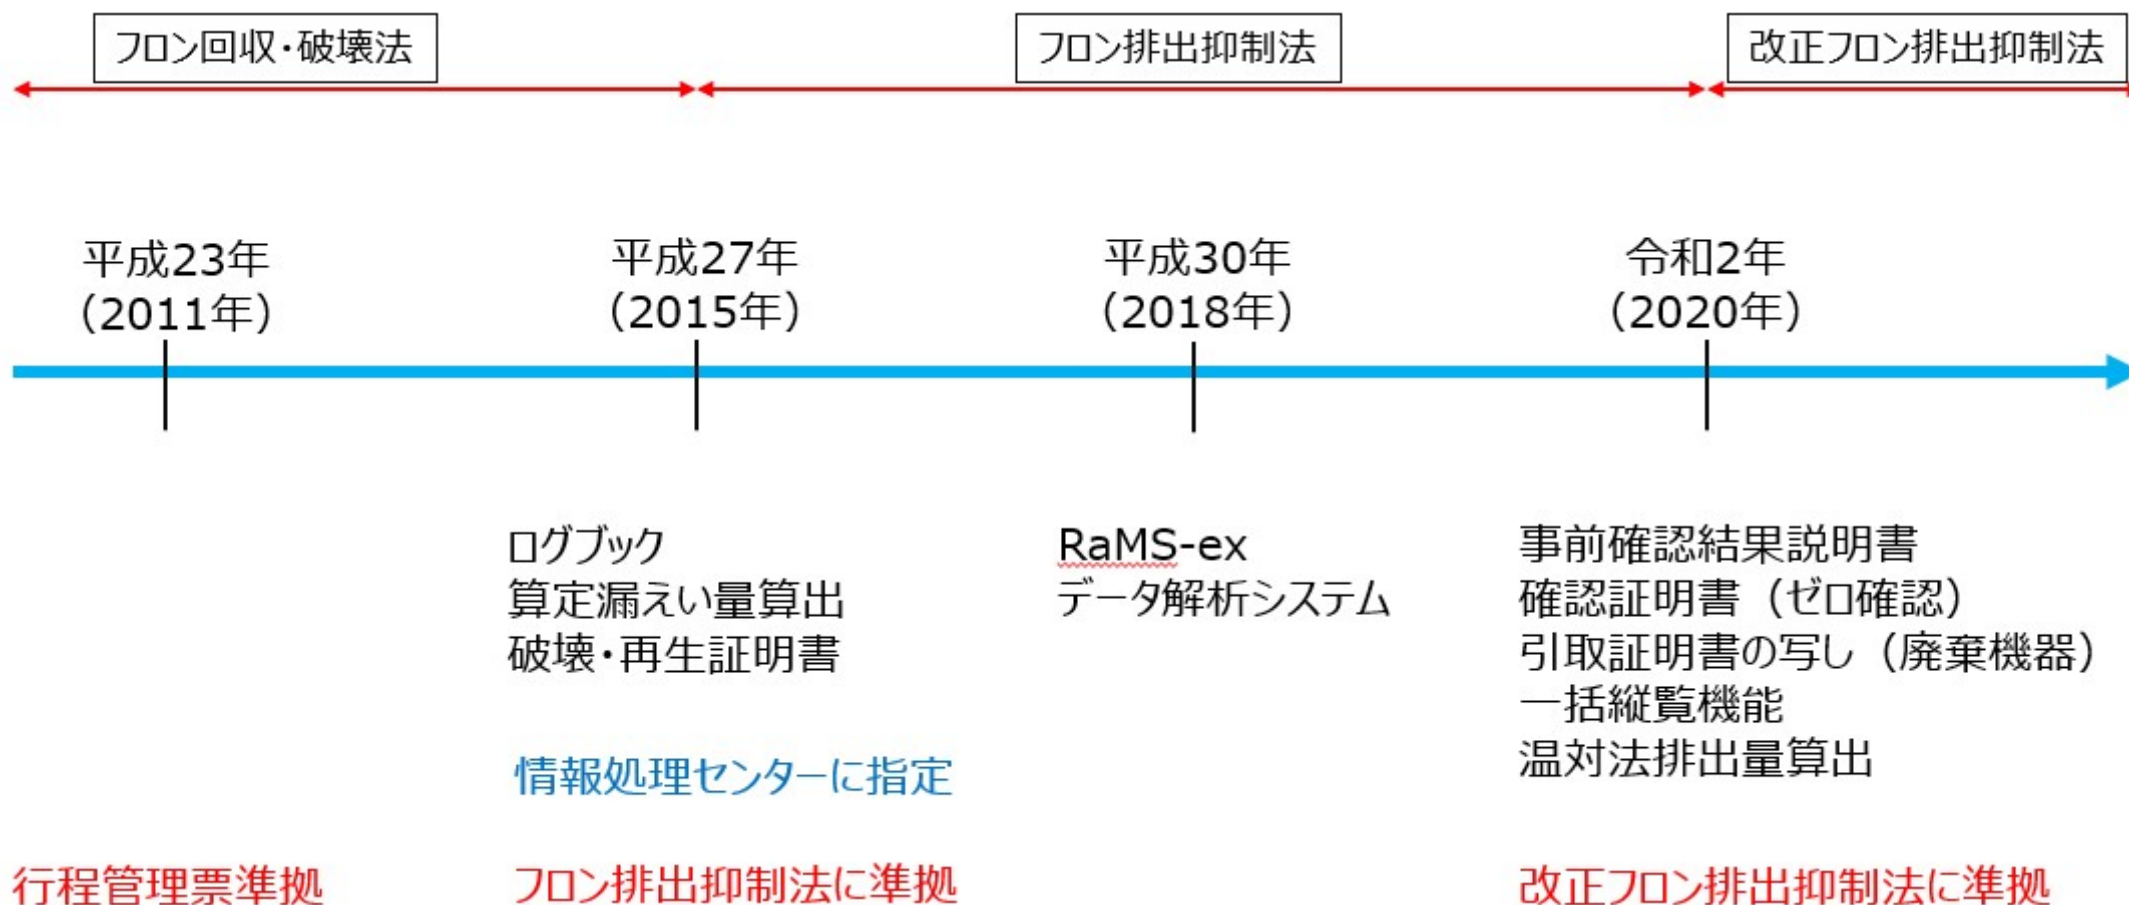 フロン回収・破壊法
フロン排出抑制法
改正フロン排出抑制法
平成23年
（2011年）
平成27年
（2015年）
平成30年
（2018年）
令和2年
（2020年）
ログブック
算定漏えい量算出
破壊・再生証明書
情報処理センターに指定
RaMS-ex
データ解析システム
事前確認結果説明書
確認証明書（ゼロ確認）
引取証明書の写し（廃棄機器）
一括縦覧機能
温対法排出量算出
行程管理票準拠
フロン排出抑制法に準拠
改正フロン排出抑制法に準拠